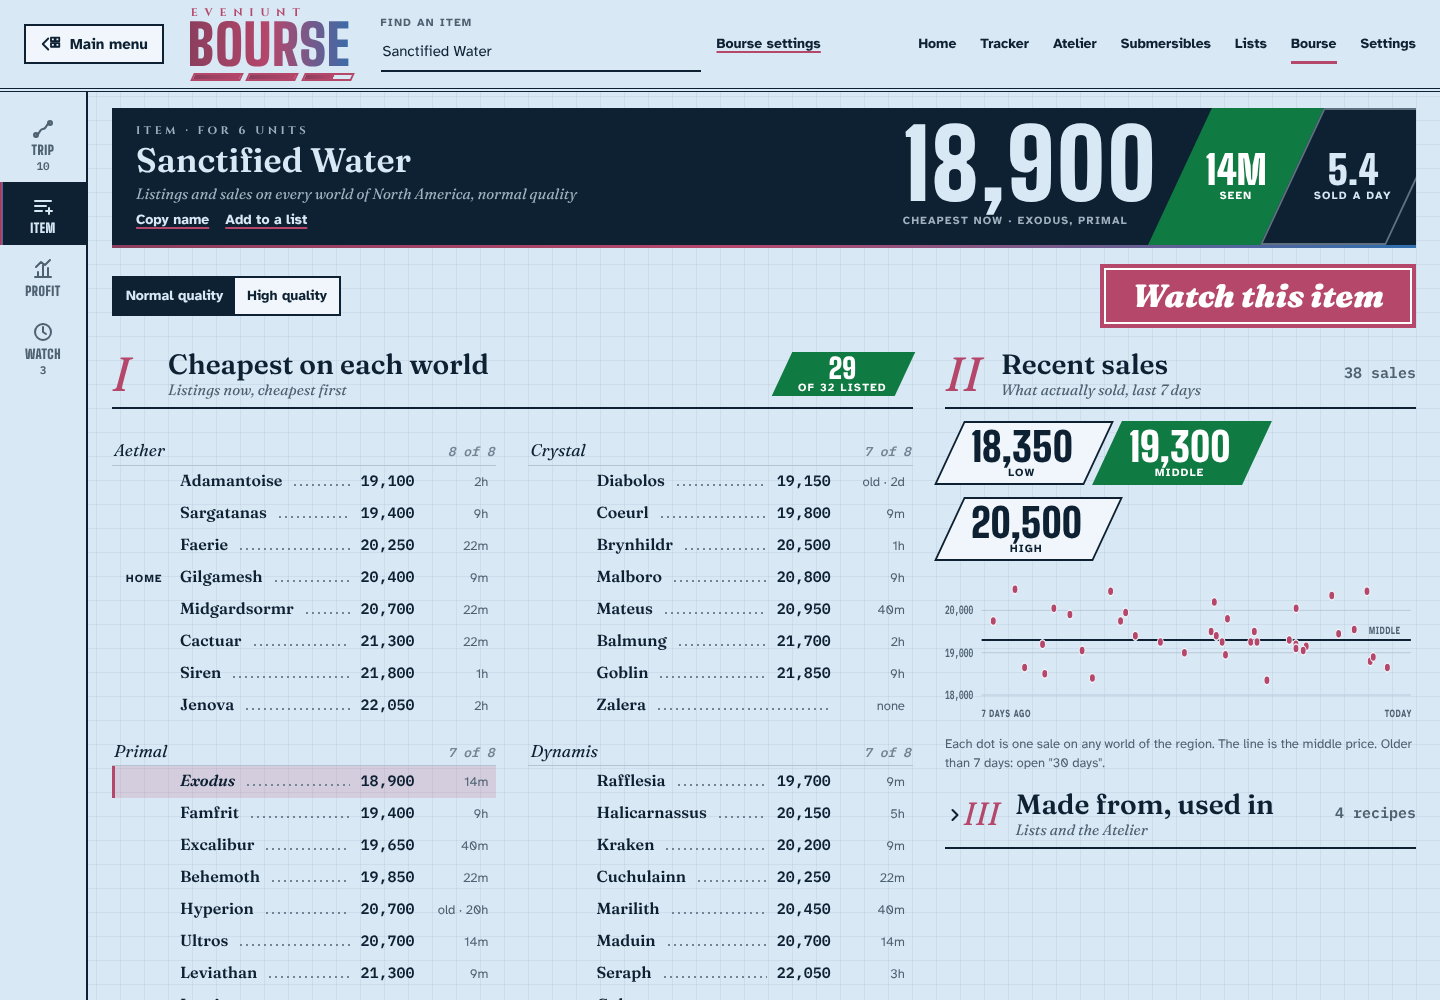 Main menu
EVENIUNT
BOURSE
FIND AN ITEM
Sanctified Water
Bourse settings
Home
Tracker
Atelier
Submersibles
Lists
Bourse
Settings
TRIP
10
ITEM
PROFIT
WATCH
3
ITEM · FOR 6 UNITS
Sanctified Water
Listings and sales on every world of North America, normal quality
Copy name
Add to a list
18,900
CHEAPEST NOW · EXODUS, PRIMAL
14M
SEEN
5.4
SOLD A DAY
Normal quality
High quality
Watch this item
I
Cheapest on each world
Listings now, cheapest first
29
OF 32 LISTED
Aether 8 of 8
Adamantoise 19,100 2h
Sargatanas 19,400 9h
Faerie 20,250 22m
HOME Gilgamesh 20,400 9m
Midgardsormr 20,700 22m
Cactuar 21,300 22m
Siren 21,800 1h
Jenova 22,050 2h
Crystal 7 of 8
Diabolos 19,150 old · 2d
Coeurl 19,800 9m
Brynhildr 20,500 1h
Malboro 20,800 9h
Mateus 20,950 40m
Balmung 21,700 2h
Goblin 21,850 9h
Zalera none
Primal 7 of 8
Exodus 18,900 14m
Famfrit 19,400 9h
Excalibur 19,650 40m
Behemoth 19,850 22m
Hyperion 20,700 old · 20h
Ultros 20,700 14m
Leviathan 21,300 9m
Dynamis 7 of 8
Rafflesia 19,700 9m
Halicarnassus 20,150 5h
Kraken 20,200 9m
Cuchulainn 20,250 22m
Marilith 20,450 40m
Maduin 20,700 14m
Seraph 22,050 3h
II
Recent sales
What actually sold, last 7 days
38 sales
18,350
LOW
19,300
MIDDLE
20,500
HIGH
20,000
MIDDLE
19,000
18,000
7 DAYS AGO
TODAY
Each dot is one sale on any world of the region. The line is the middle price. Older
than 7 days: open "30 days".
III
Made from, used in
Lists and the Atelier
4 recipes